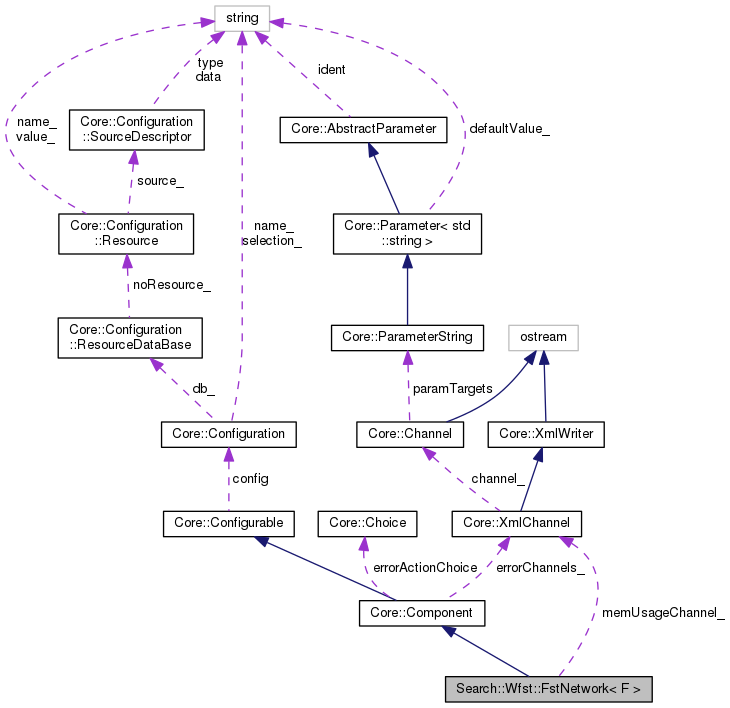 string
type
data
ident
name_
value_
Core::Configuration
::SourceDescriptor
Core::AbstractParameter
defaultValue_
source_
Core::Configuration
::Resource
name_
selection_
Core::Parameter< std
::string >
noResource_
Core::Configuration
::ResourceDataBase
Core::ParameterString
ostream
db_
paramTargets
Core::Configuration
Core::Channel
Core::XmlWriter
config
channel_
Core::Configurable
Core::Choice
Core::XmlChannel
errorActionChoice
errorChannels_
Core::Component
memUsageChannel_
Search::Wfst::FstNetwork< F >